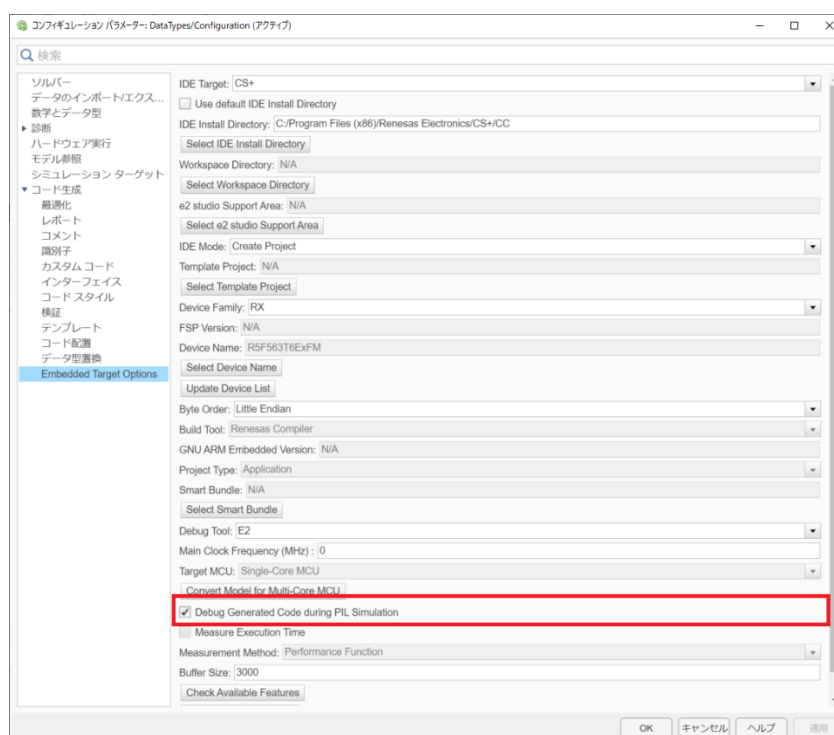 コンフィギュレーション パラメーター: DataTypes/Configuration (アクティブ)
検索
ソルバー
データのインポート/エクス...
数学とデータ型
診断
ハードウェア実行
モデル参照
シミュレーション ターゲット
コード生成
最適化
レポート
コメント
識別子
カスタム コード
インターフェイス
コード スタイル
検証
テンプレート
コード配置
データ型置換
Embedded Target Options
IDE Target: CS+
Use default IDE Install Directory
IDE Install Directory: C:/Program Files (x86)/Renesas Electronics/CS+/CC
Select IDE Install Directory
Workspace Directory: N/A
Select Workspace Directory
e2 studio Support Area: N/A
Select e2 studio Support Area
IDE Mode: Create Project
Template Project: N/A
Select Template Project
Device Family: RX
FSP Version: N/A
Device Name: R5F563T6ExFM
Select Device Name
Update Device List
Byte Order: Little Endian
Build Tool: Renesas Compiler
GNU ARM Embedded Version: N/A
Project Type: Application
Smart Bundle: N/A
Select Smart Bundle
Debug Tool: E2
Main Clock Frequency (MHz) : 0
Target MCU: Single-Core MCU
Convert Model for Multi-Core MCU
Debug Generated Code during PIL Simulation
Measure Execution Time
Measurement Method: Performance Function
Buffer Size: 3000
Check Available Features
OK
キャンセル
ヘルプ
適用